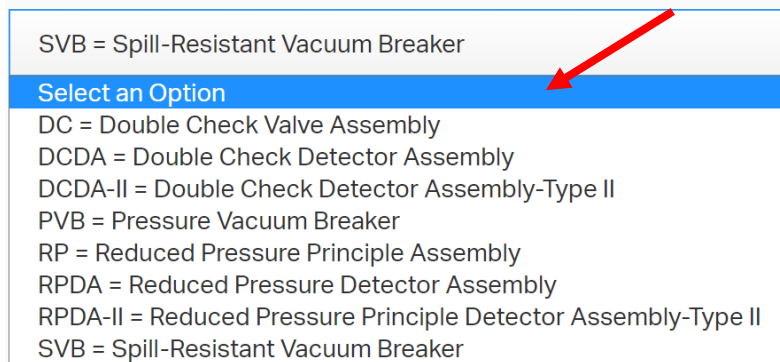 SVB = Spill-Resistant Vacuum Breaker
Select an Option
DC = Double Check Valve Assembly
DCDA = Double Check Detector Assembly
DCDA-II = Double Check Detector Assembly-Type II
PVB = Pressure Vacuum Breaker
RP = Reduced Pressure Principle Assembly
RPDA = Reduced Pressure Detector Assembly
RPDA-II = Reduced Pressure Principle Detector Assembly-Type II
SVB = Spill-Resistant Vacuum Breaker